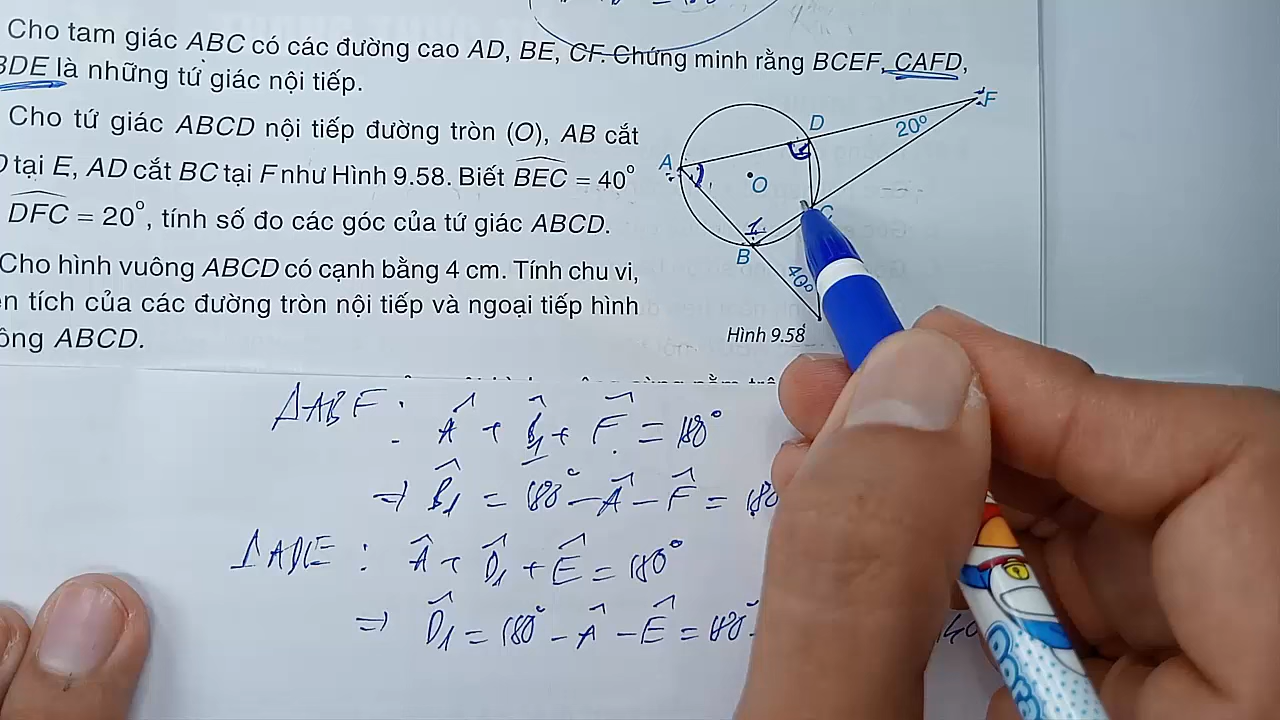 Cho tam giác ABC có các đường cao AD, BE, CF. Chứng minh rằng BCEF, CAFD,
BDE là những tứ giác nội tiếp.
Cho tứ giác ABCD nội tiếp đường tròn (O), AB cắt
tại E, AD cắt BC tại F như Hình 9.58. Biết BEC = 40°
DFC = 20°, tính số đo các góc của tứ giác ABCD.
Cho hình vuông ABCD có cạnh bằng 4 cm. Tính chu vi,
tích của các đường tròn nội tiếp và ngoại tiếp hình
ABCD.
F
D
20°
A
O
C
1
B
40°
Hình 9.58
ΔABF : Â + B̂1 + F̂ = 180°
=> B̂1 = 180° - Â - F̂ = 180
ΔADE : Â + D̂1 + Ê = 180°
=> D̂1 = 180° - Â - Ê = 180° -